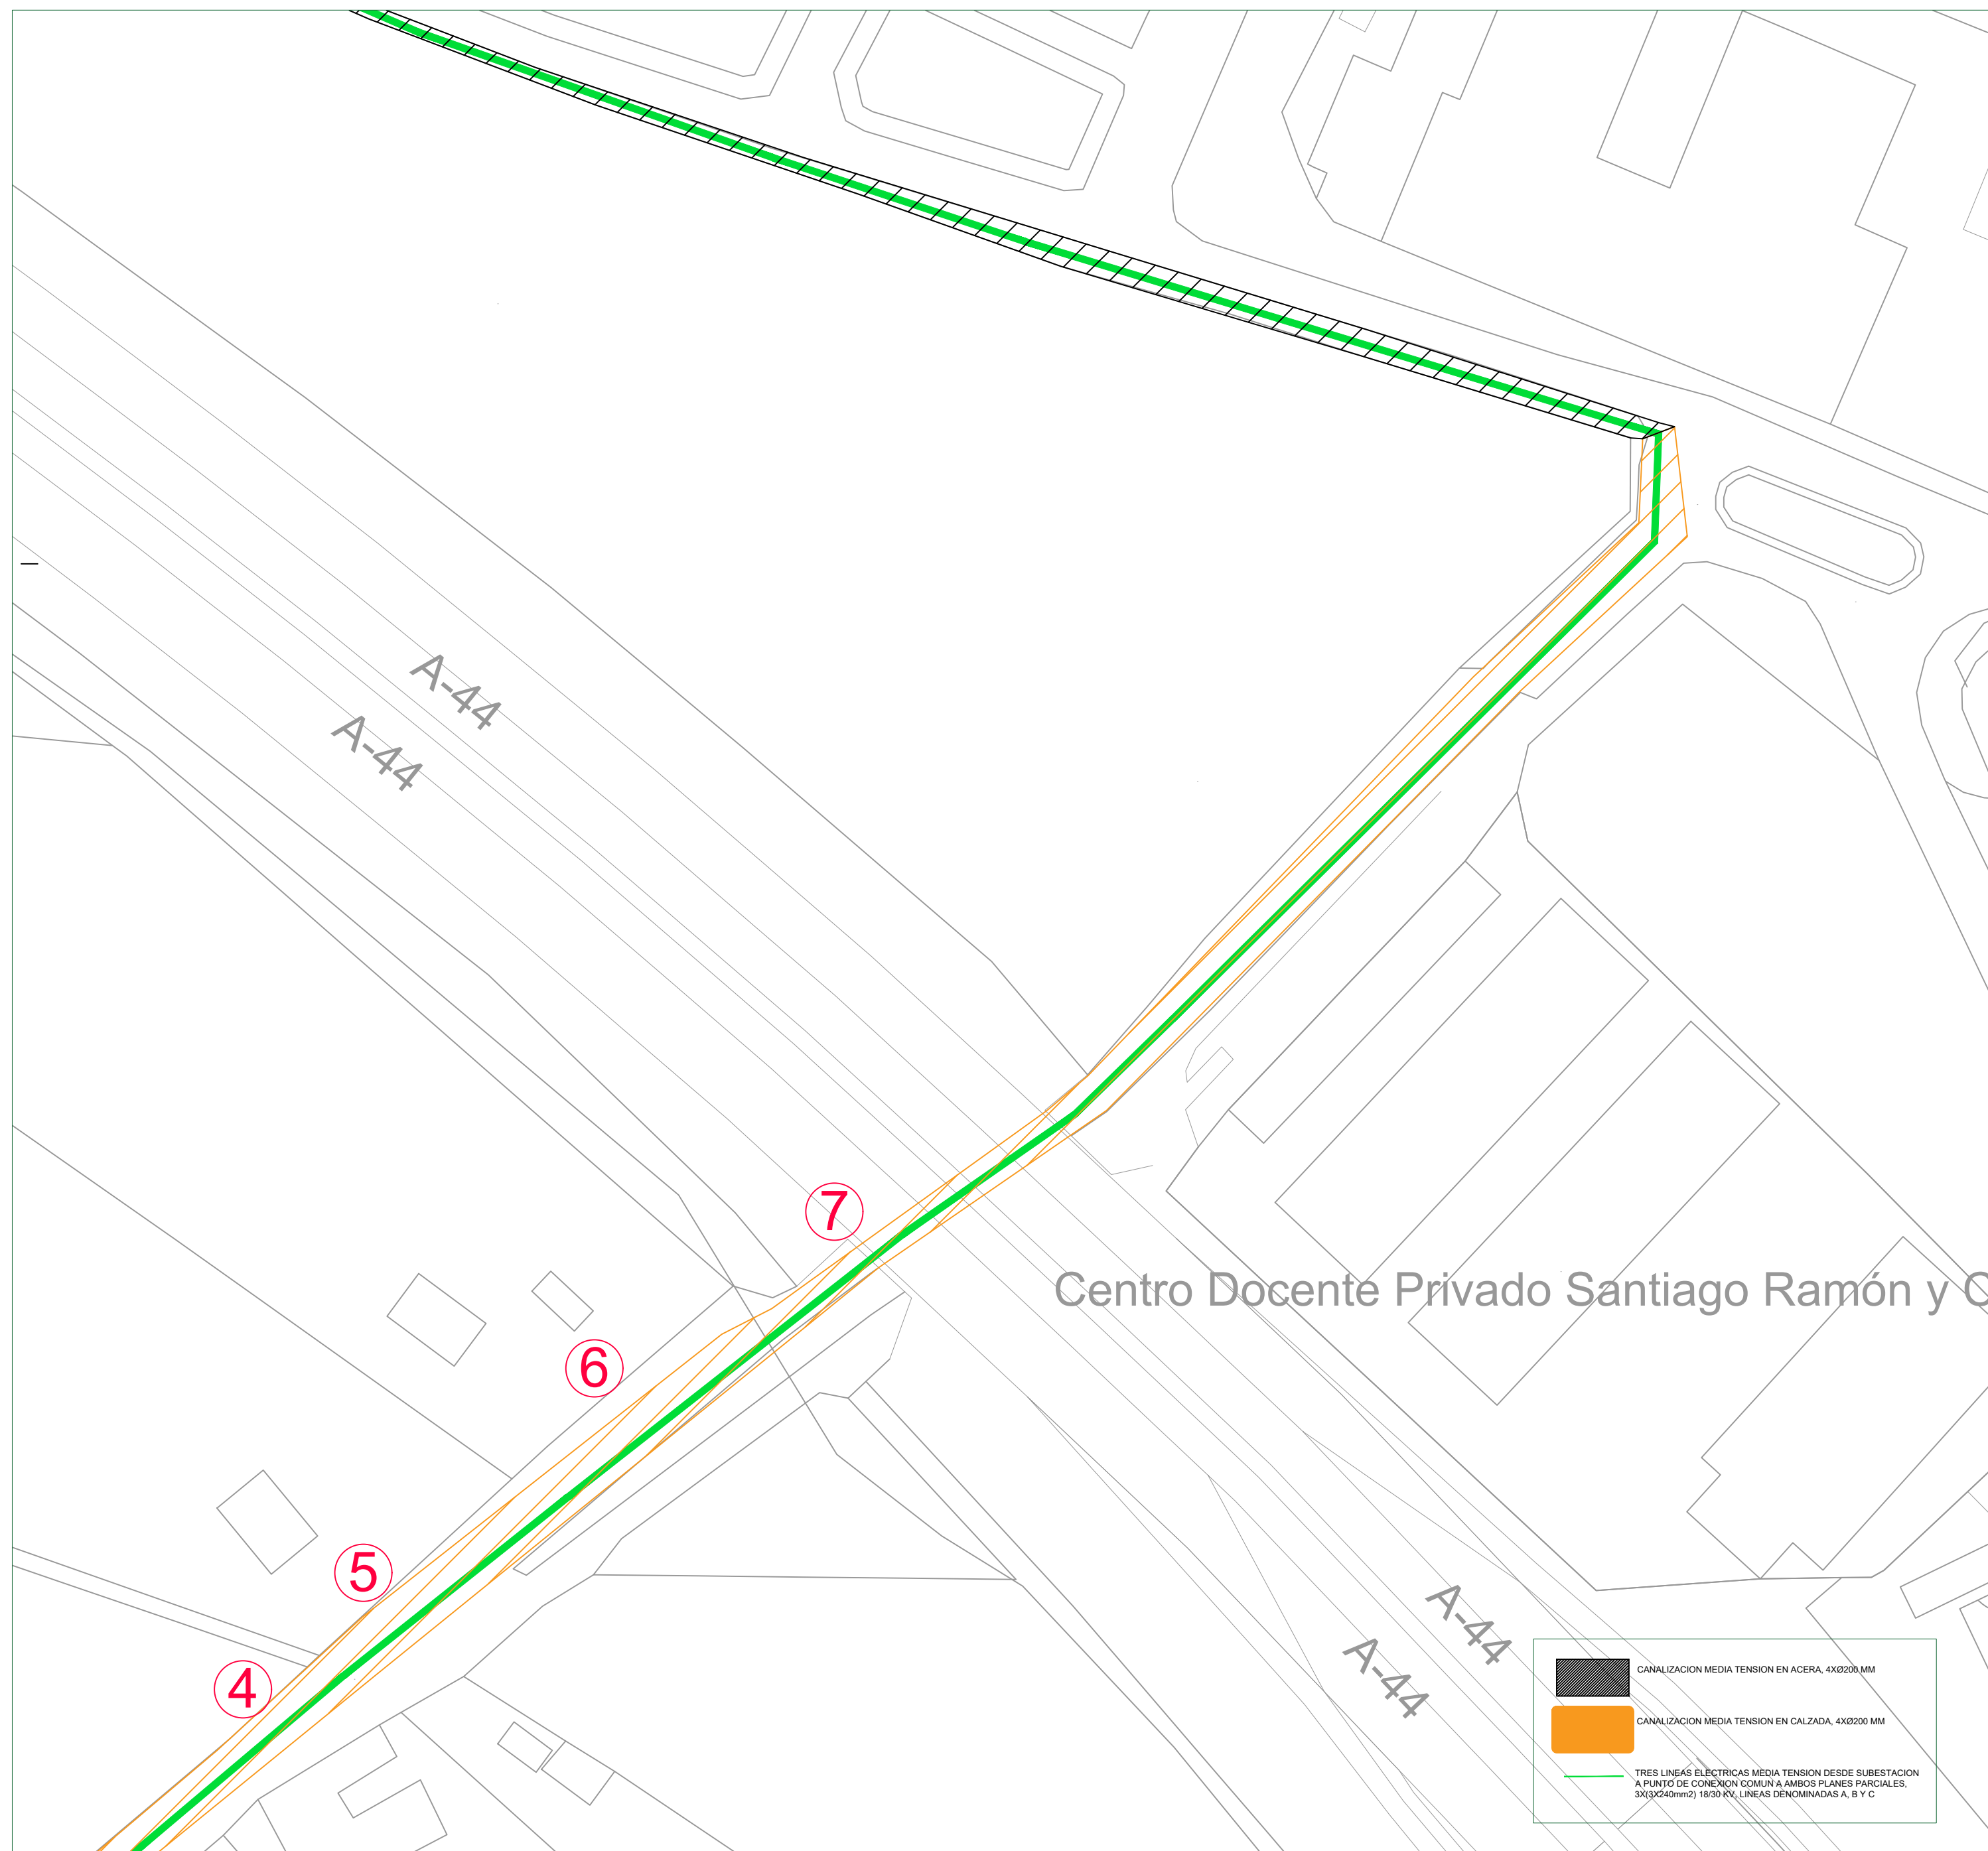 A-44
A-44
7
Centro Docente Privado Santiago Ramón y
6
5
A-44
A-44
4
CANALIZACION MEDIA TENSION EN ACERA, 4XØ200 MM
CANALIZACION MEDIA TENSION EN CALZADA, 4XØ200 MM
TRES LINEAS ELECTRICAS MEDIA TENSION DESDE SUBESTACION
A PUNTO DE CONEXION COMUN A AMBOS PLANES PARCIALES,
3X(3X240mm2) 18/30 KV, LINEAS DENOMINADAS A, B Y C